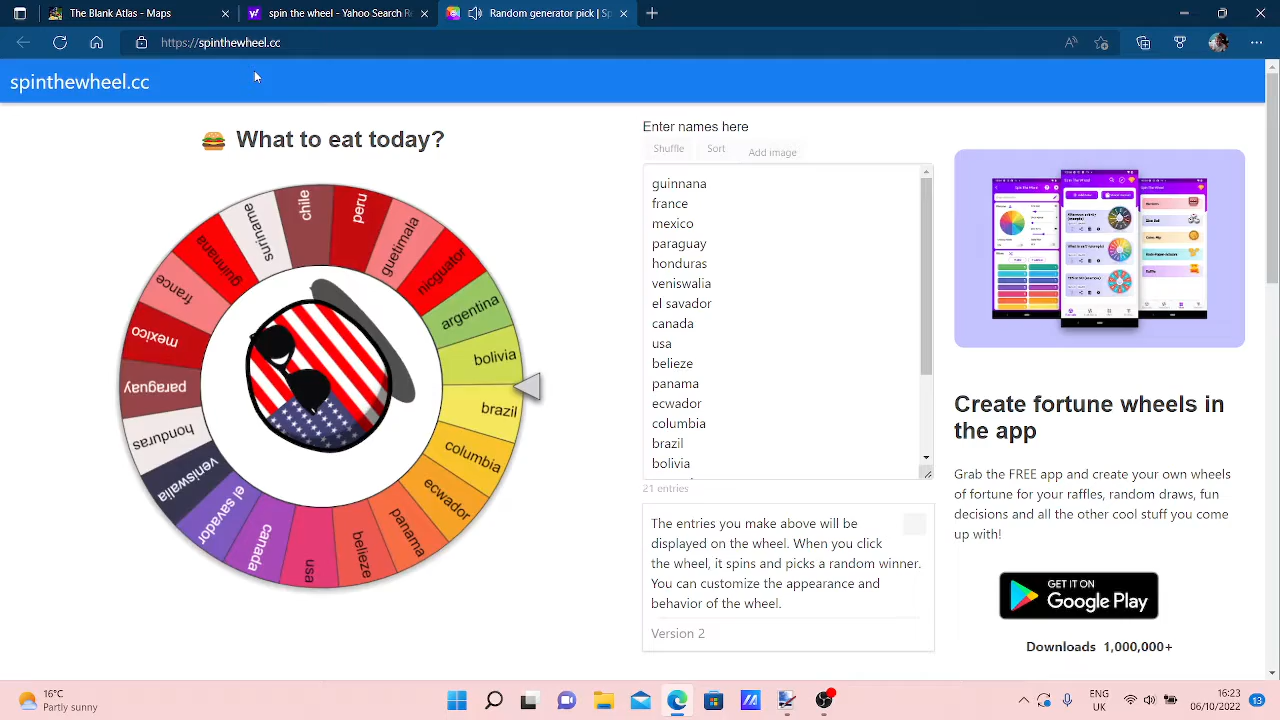 The Blank Atlas - Maps
spin the wheel - Yahoo Search Re
Random generator pick | Sp
https://spinthewheel.cc
spinthewheel.cc
🍔 What to eat today?
chile
peru
guetimala
nicguator
argentina
bolivia
brazil
columbia
ecwador
panama
belieze
usa
canada
el savador
veniswalia
honduras
paraguay
mexico
france
guinnana
suriname
Enter names here
Shuffle Sort Add image
guinnana
france
mexico
paraguay
honduras
veniswalia
el savador
canada
usa
belieze
panama
ecwador
columbia
brazil
bolivia
21 entries
The entries you make above will be
displayed on the wheel. When you click
the wheel, it spins and picks a random winner.
You can customize the appearance and
behavior of the wheel.
Version 2
Create fortune wheels in
the app
Grab the FREE app and create your own wheels
of fortune for your raffles, random draws, fun
decisions and all the other cool stuff you come
up with!
GET IT ON
Google Play
Downloads 1,000,000+
16°C
Partly sunny
ENG
UK
16:23
06/10/2022
13